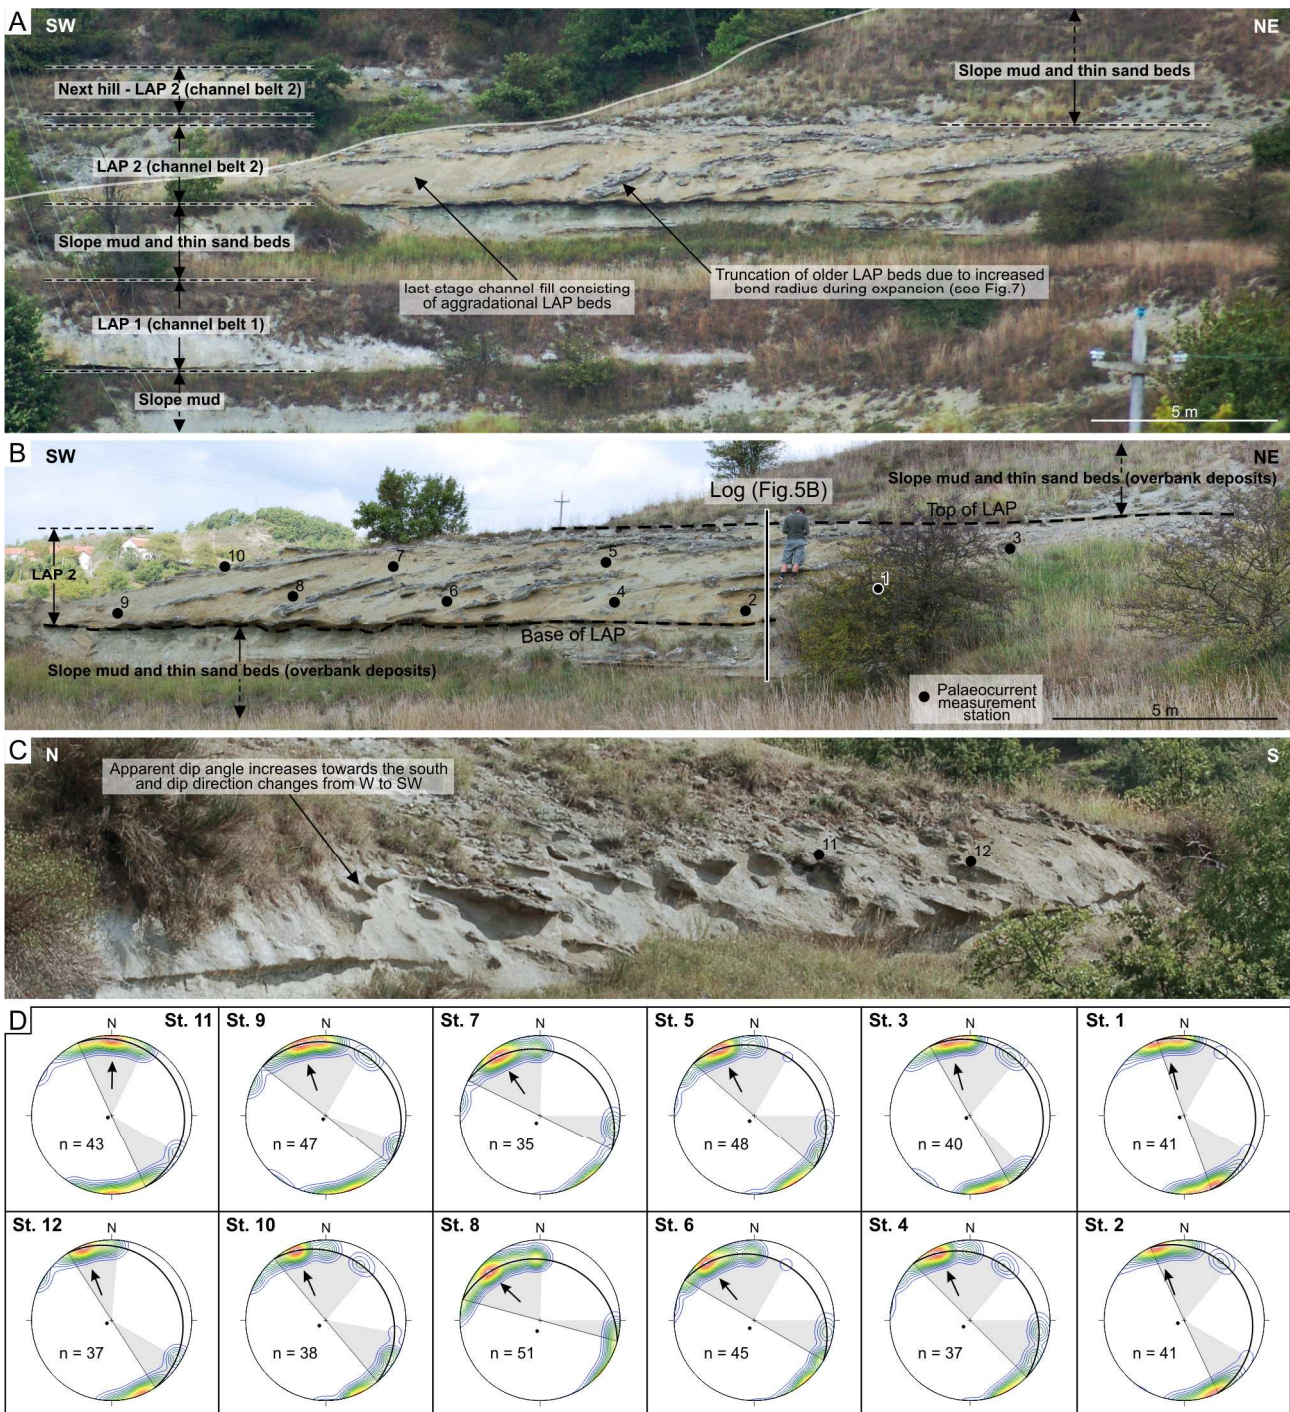 A
SW
NE
Slope mud and thin sand beds
Next hill - LAP 2 (channel belt 2)
LAP 2 (channel belt 2)
Slope mud and thin sand beds
last stage channel fill consisting
of aggradational LAP beds
Truncation of older LAP beds due to increased
bend radius during expansion (see Fig.7)
LAP 1 (channel belt 1)
Slope mud
5 m
B
SW
NE
Slope mud and thin sand beds (overbank deposits)
Log (Fig.5B)
Top of LAP
10
7
5
3
LAP 2
8
6
4
2
1
9
Base of LAP
Slope mud and thin sand beds (overbank deposits)
Palaeocurrent
measurement
station
5 m
C
N
S
Apparent dip angle increases towards the south
and dip direction changes from W to SW
11
12
D
N
St. 11
n = 43
St. 9
N
n = 47
St. 7
N
n = 35
St. 5
N
n = 48
St. 3
N
n = 40
St. 1
N
n = 41
St. 12
N
n = 37
St. 10
N
n = 38
St. 8
N
n = 51
St. 6
N
n = 45
St. 4
N
n = 37
St. 2
N
n = 41